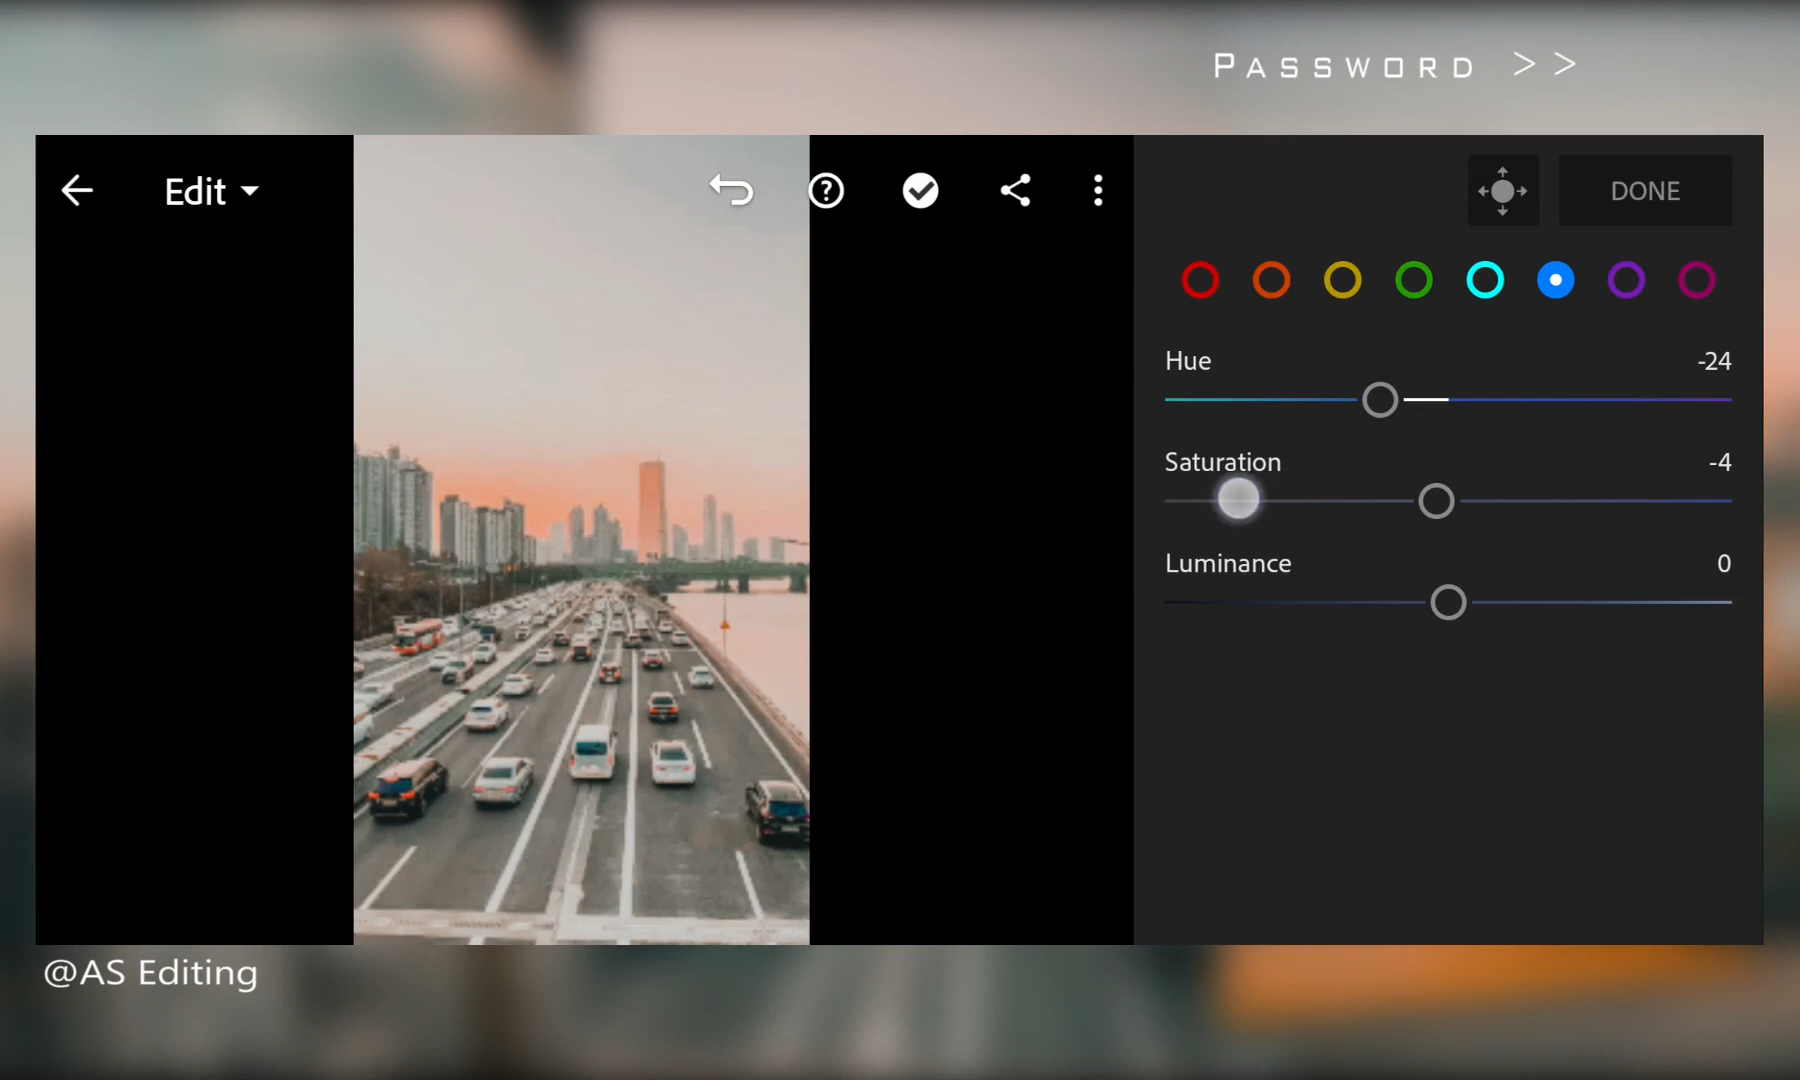 PASSWORD >>
Edit
DONE
Hue -24
Saturation -4
Luminance 0
@AS Editing